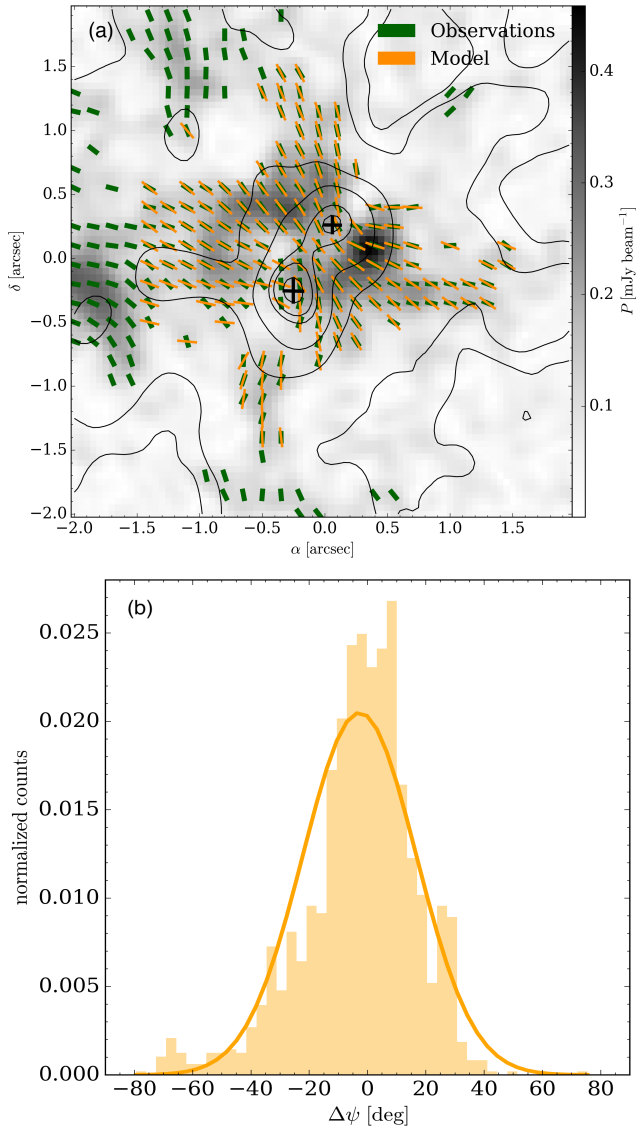 (a)
Observations
Model
1.5
1.0
0.5
0.0
−0.5
−1.0
−1.5
−2.0
δ [arcsec]
−2.0 −1.5 −1.0 −0.5 0.0 0.5 1.0 1.5
α [arcsec]
0.4
0.3
0.2
0.1
P [mJy beam⁻¹]
(b)
0.025
0.020
0.015
0.010
0.005
0.000
normalized counts
−80 −60 −40 −20 0 20 40 60 80
Δψ [deg]